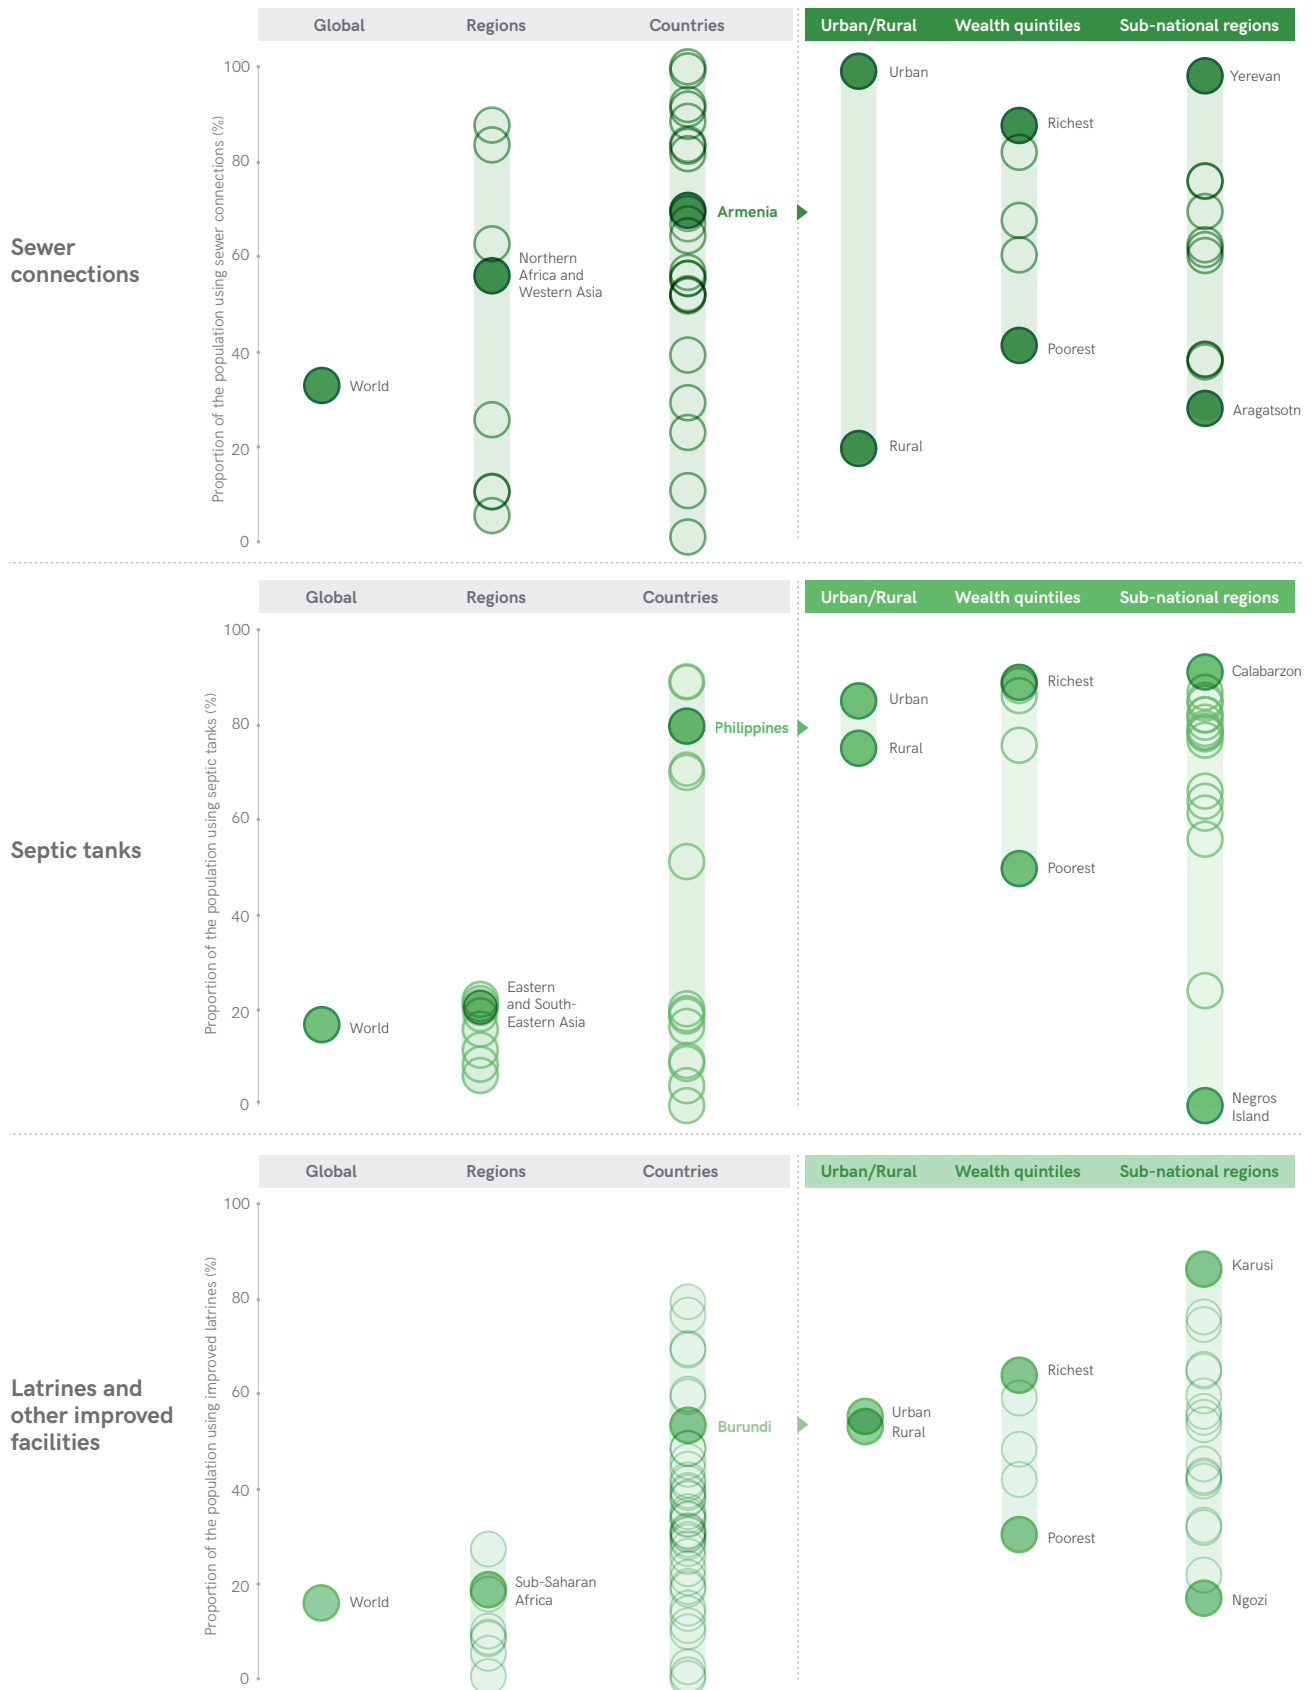 Global Regions Countries Urban/Rural Wealth quintiles Sub-national regions
Sewer
connections
Proportion of the population using sewer connections (%)
100
80
60
40
20
0
World
Northern
Africa and
Western Asia
Armenia
Urban
Rural
Richest
Poorest
Yerevan
Aragatsotn
Global Regions Countries Urban/Rural Wealth quintiles Sub-national regions
Septic tanks
Proportion of the population using septic tanks (%)
100
80
60
40
20
0
World
Eastern
and South-
Eastern Asia
Philippines
Urban
Rural
Richest
Poorest
Calabarzon
Negros
Island
Global Regions Countries Urban/Rural Wealth quintiles Sub-national regions
Latrines and
other improved
facilities
Proportion of the population using improved latrines (%)
100
80
60
40
20
0
World
Sub-Saharan
Africa
Burundi
Urban
Rural
Richest
Poorest
Karusi
Ngozi